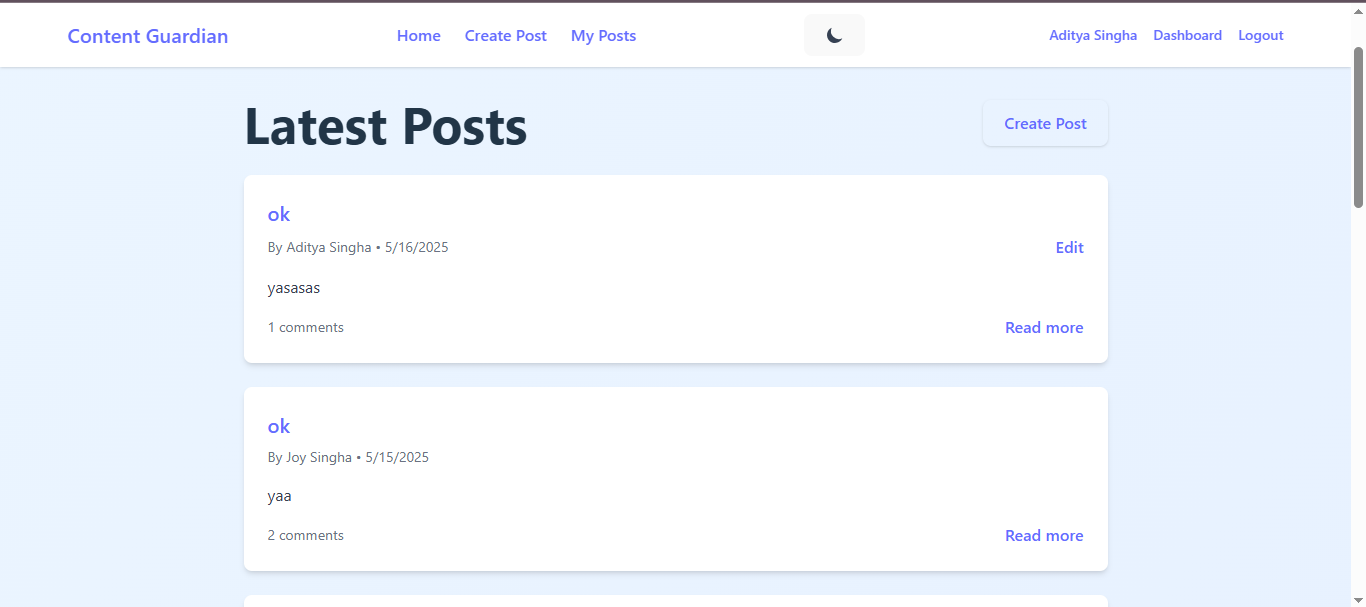 Content Guardian Home Create Post My Posts Aditya Singha Dashboard Logout
Latest Posts Create Post
ok
By Aditya Singha • 5/16/2025 Edit
yasasas
1 comments Read more
ok
By Joy Singha • 5/15/2025
yaa
2 comments Read more